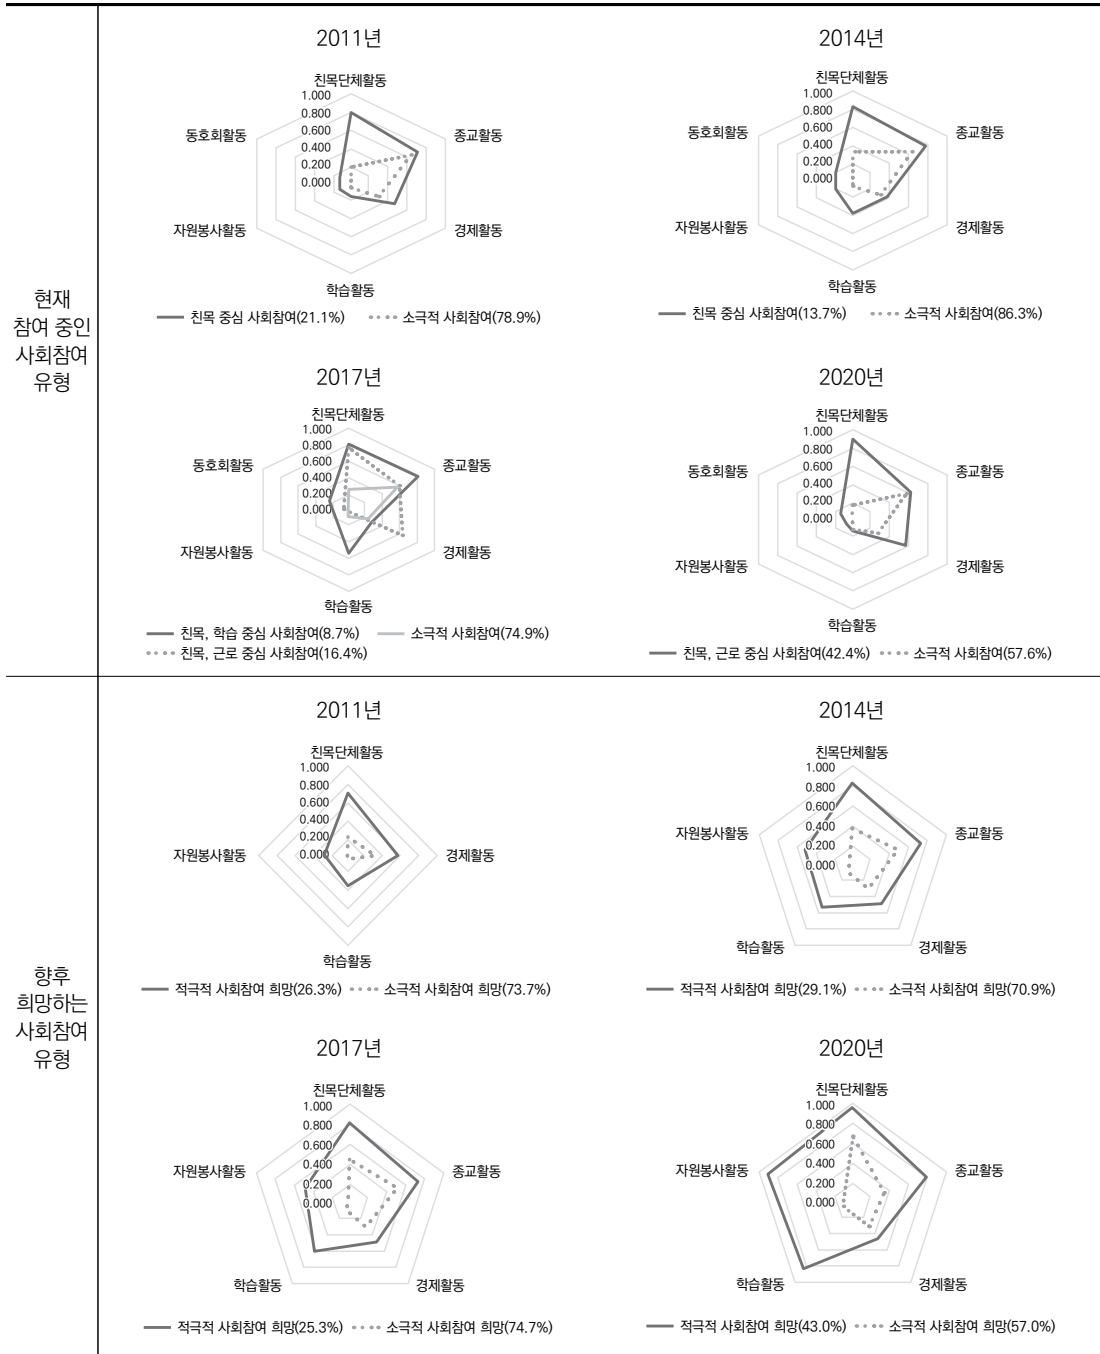 현재
참여 중인
사회참여
유형
2011년
친목단체활동
1.000
0.800
0.600
0.400
0.200
0.000
종교활동
경제활동
학습활동
자원봉사활동
동호회활동
친목 중심 사회참여(21.1%) 소극적 사회참여(78.9%)
2014년
친목단체활동
1.000
0.800
0.600
0.400
0.200
0.000
종교활동
경제활동
학습활동
자원봉사활동
동호회활동
친목 중심 사회참여(13.7%) 소극적 사회참여(86.3%)
2017년
친목단체활동
1.000
0.800
0.600
0.400
0.200
0.000
종교활동
경제활동
학습활동
자원봉사활동
동호회활동
친목, 학습 중심 사회참여(8.7%) 소극적 사회참여(74.9%)
친목, 근로 중심 사회참여(16.4%)
2020년
친목단체활동
1.000
0.800
0.600
0.400
0.200
0.000
종교활동
경제활동
학습활동
자원봉사활동
동호회활동
친목, 근로 중심 사회참여(42.4%) 소극적 사회참여(57.6%)
향후
희망하는
사회참여
유형
2011년
친목단체활동
1.000
0.800
0.600
0.400
0.200
0.000
경제활동
학습활동
자원봉사활동
적극적 사회참여 희망(26.3%) 소극적 사회참여 희망(73.7%)
2014년
친목단체활동
1.000
0.800
0.600
0.400
0.200
0.000
종교활동
경제활동
학습활동
자원봉사활동
적극적 사회참여 희망(29.1%) 소극적 사회참여 희망(70.9%)
2017년
친목단체활동
1.000
0.800
0.600
0.400
0.200
0.000
종교활동
경제활동
학습활동
자원봉사활동
적극적 사회참여 희망(25.3%) 소극적 사회참여 희망(74.7%)
2020년
친목단체활동
1.000
0.800
0.600
0.400
0.200
0.000
종교활동
경제활동
학습활동
자원봉사활동
적극적 사회참여 희망(43.0%) 소극적 사회참여 희망(57.0%)